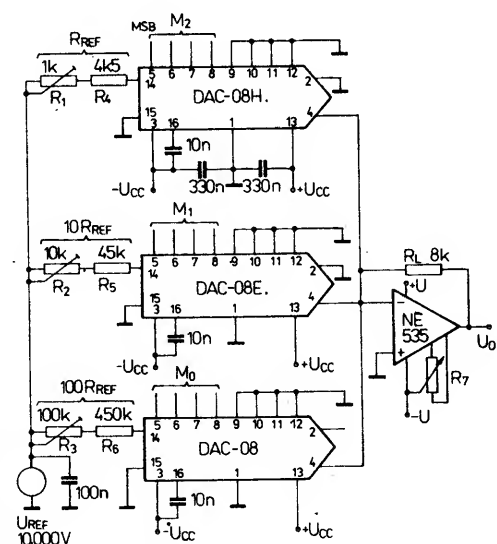 MSB M2
RREF
1k 4k5
R1 R4
5 6 7 8 9 10 11 12
14 2
DAC-08H.
15 4
3 16 1 13
10n
-UCC 330n 330n +UCC
M1
10RREF
10k 45k
R2 R5
5 6 7 8 9 10 11 12
14 2
DAC-08E.
15 4
3 16 1 13
10n
-UCC +UCC
RL 8k
+U
NE
535
U0
R7
-U
M0
100RREF
100k 450k
R3 R6
5 6 7 8 9 10 11 12
14 2
DAC-08
15 4
3 16 1 13
100n 10n
UREF
10.000V
-UCC +UCC